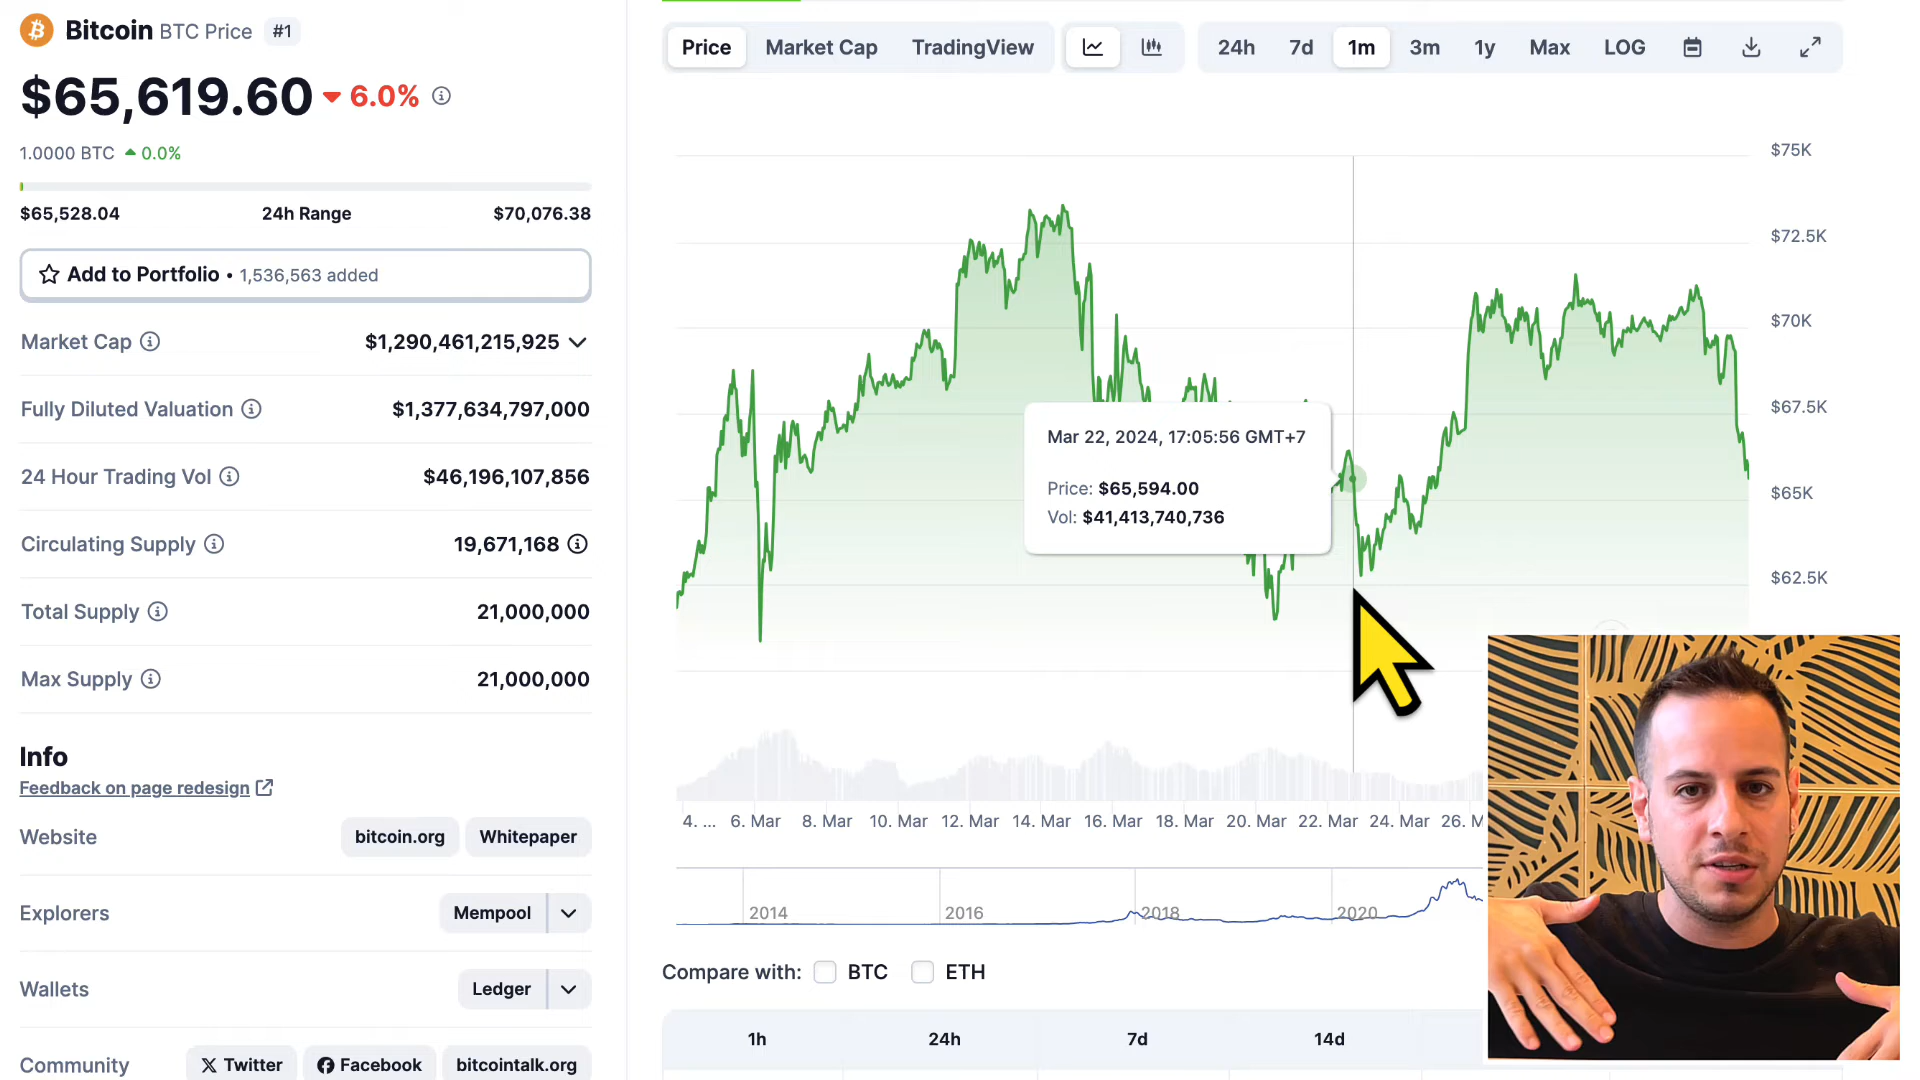 Bitcoin BTC Price #1
$65,619.60 6.0%
1.0000 BTC 0.0%
$65,528.04 24h Range $70,076.38
Add to Portfolio • 1,536,563 added
Market Cap $1,290,461,215,925
Fully Diluted Valuation $1,377,634,797,000
24 Hour Trading Vol $46,196,107,856
Circulating Supply 19,671,168
Total Supply 21,000,000
Max Supply 21,000,000
Info
Feedback on page redesign
Website bitcoin.org Whitepaper
Explorers Mempool
Wallets Ledger
Community Twitter Facebook bitcointalk.org
Price Market Cap TradingView 24h 7d 1m 3m 1y Max LOG
$75K
$72.5K
$70K
$67.5K
$65K
$62.5K
Mar 22, 2024, 17:05:56 GMT+7
Price: $65,594.00
Vol: $41,413,740,736
4. ... 6. Mar 8. Mar 10. Mar 12. Mar 14. Mar 16. Mar 18. Mar 20. Mar 22. Mar 24. Mar 26. M
2014 2016 2018 2020
Compare with: BTC ETH
1h 24h 7d 14d